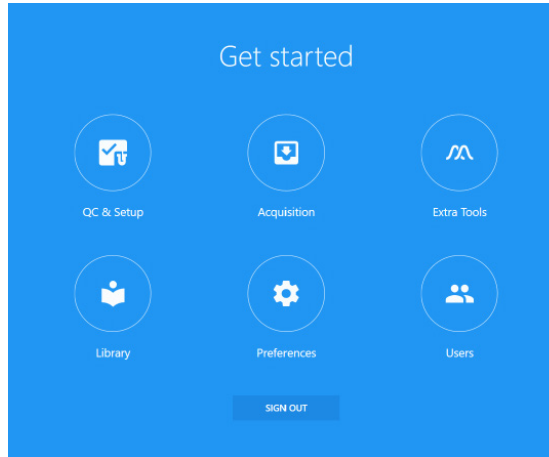 Get started
QC & Setup
Acquisition
Extra Tools
Library
Preferences
Users
SIGN OUT